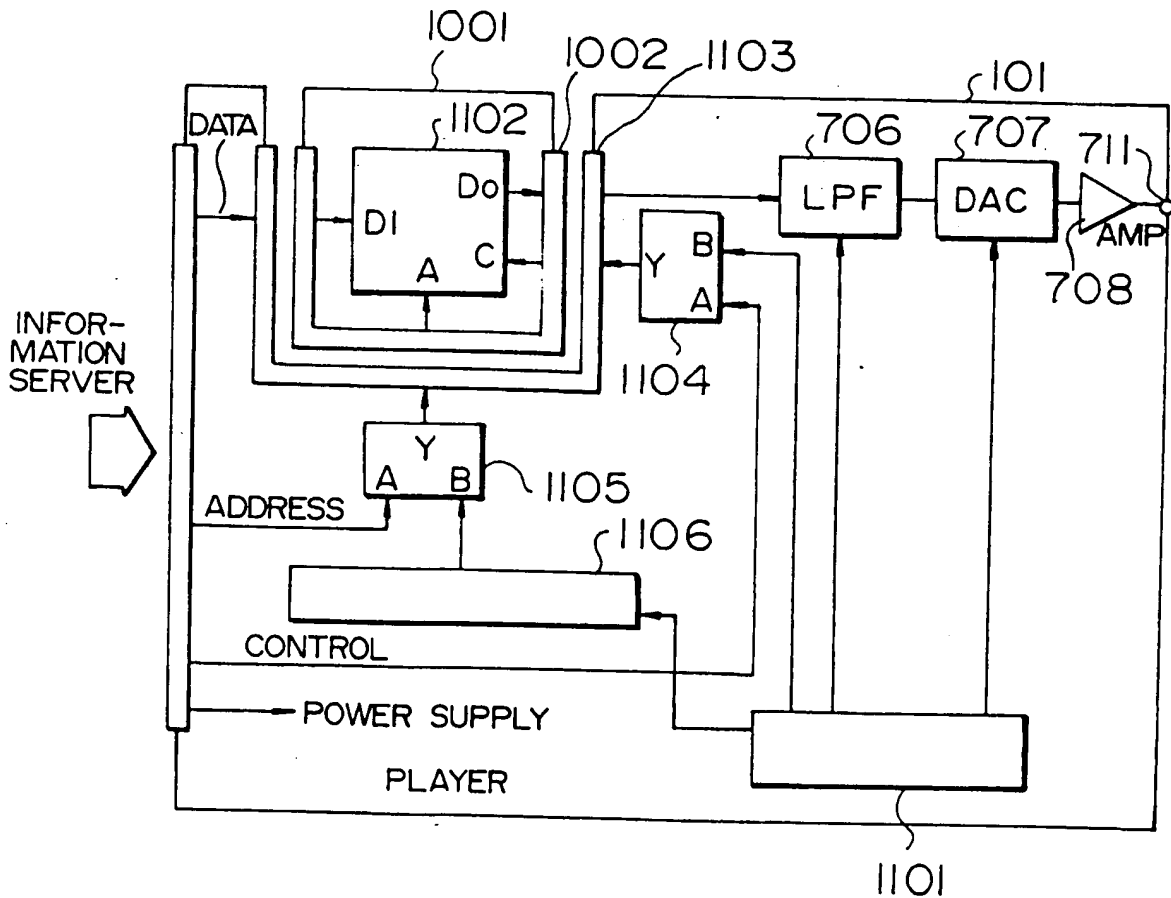 1001
1002
1103
101
DATA
1102
706
707
711
Do
LPF
DAC
DI
B
AMP
Y
C
A
A
708
INFOR-
MATION
SERVER
1104
Y
A
B
1105
ADDRESS
1106
CONTROL
POWER SUPPLY
PLAYER
1101